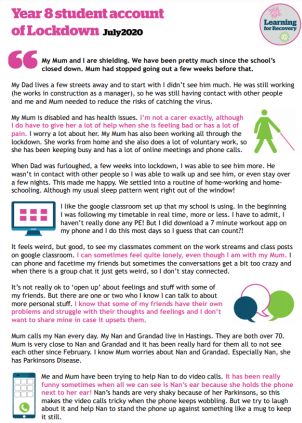 Year 8 student account
of Lockdown July2020
Learning
for Recovery
My Mum and I are shielding. We have been pretty much since the school's
closed down. Mum had stopped going out a few weeks before that.
My Dad lives a few streets away and to start with I didn't see him much. He was still working
(he works in construction as a manager), so he was still having contact with other people
and me and Mum needed to reduce the risks of catching the virus.
My Mum is disabled and has health issues. I'm not a carer exactly, although
I do have to give her a lot of help when she is feeling bad or has a lot of
pain. I worry a lot about her. My Mum has also been working all through the
lockdown. She works from home and she also does a lot of voluntary work, so
she has been keeping busy and has a lot of online meetings and phone calls.
When Dad was furloughed, a few weeks into lockdown, I was able to see him more. He
wasn't in contact with other people so I was able to walk up and see him, or even stay over
a few nights. This made me happy. We settled into a routine of home-working and home-
schooling. Although my usual sleep pattern went right out of the window!
I like the google classroom set up that my school is using. In the beginning
I was following my timetable in real time, more or less. I have to admit, I
haven't really done any PE! But I did download a 7 minute workout app on
my phone and I do this most days so I guess that can count?!
It feels weird, but good, to see my classmates comment on the work streams and class posts
on google classroom. I can sometimes feel quite lonely, even though I am with my Mum. I
can phone and facetime my friends but sometimes the conversations get a bit too crazy and
when there is a group chat it just gets weird, so I don't stay connected.
It's not really ok to 'open up' about feelings and stuff with some of
my friends. But there are one or two who I know I can talk to about
more personal stuff. I know that some of my friends have their own
problems and struggle with their thoughts and feelings and I don't
want to share mine in case it upsets them.
Mum calls my Nan every day. My Nan and Grandad live in Hastings. They are both over 70.
Mum is very close to Nan and Grandad and it has been really hard for them all to not see
each other since February. I know Mum worries about Nan and Grandad. Especially Nan, she
has Parkinsons Disease.
Me and Mum have been trying to help Nan to do video calls. It has been really
funny sometimes when all we can see is Nan's ear because she holds the phone
next to her ear! Nan's hands are very shaky because of her Parkinsons, so this
makes the video calls tricky when the phone keeps wobbling. But we try to laugh
about it and help Nan to stand the phone up against something like a mug to keep
it still.